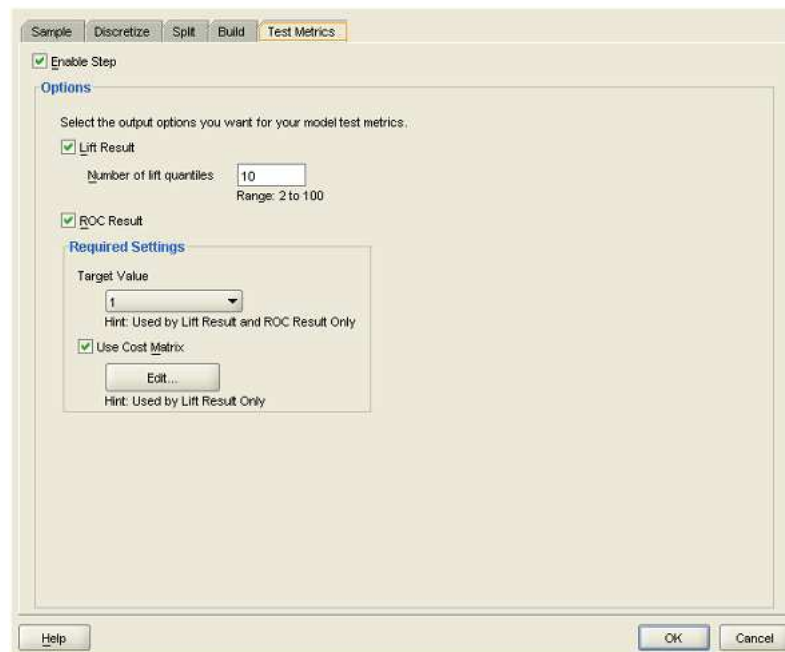 Sample Discretize Split Build Test Metrics
Enable Step
Options
Select the output options you want for your model test metrics.
Lift Result
Number of lift quantiles 10
Range: 2 to 100
ROC Result
Required Settings
Target Value
1
Hint: Used by Lift Result and ROC Result Only
Use Cost Matrix
Edit...
Hint: Used by Lift Result Only
Help OK Cancel